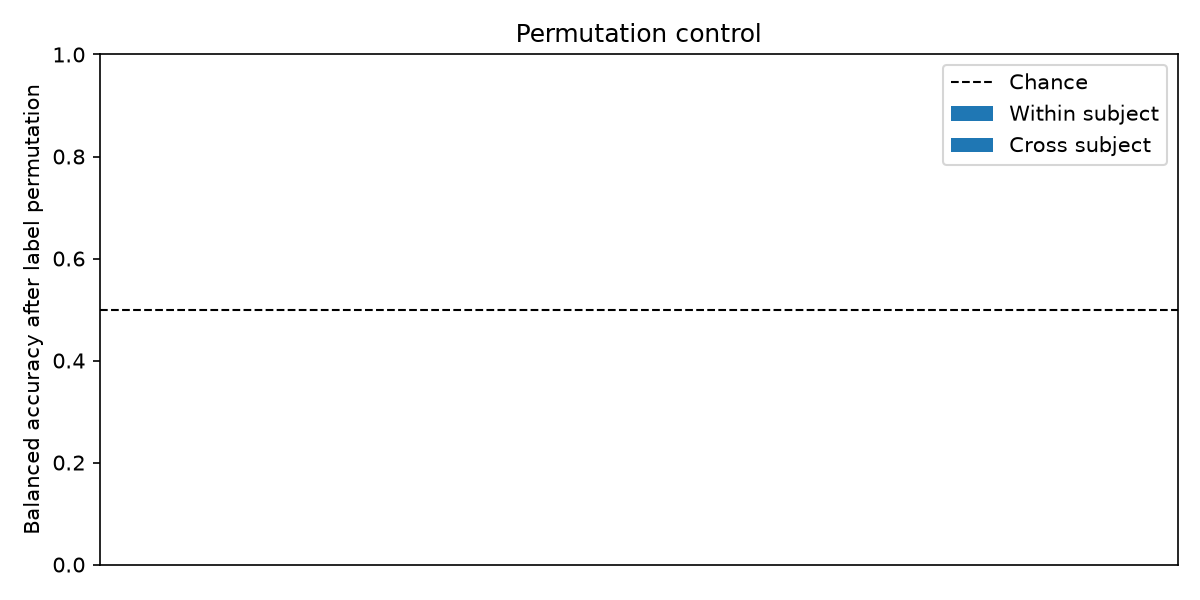 Permutation control
Balanced accuracy after label permutation
1.0
0.8
0.6
0.4
0.2
0.0
Chance
Within subject
Cross subject